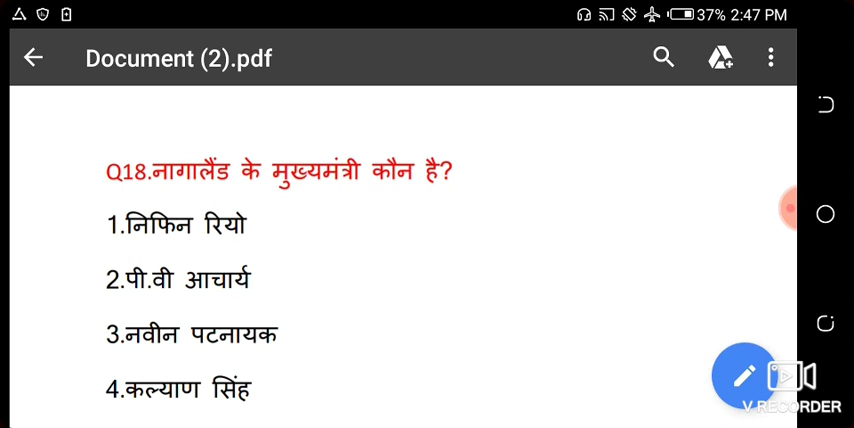 37% 2:47 PM
Document (2).pdf
Q18.नागालैंड के मुख्यमंत्री कौन है?
1.निफिन रियो
2.पी.वी आचार्य
3.नवीन पटनायक
4.कल्याण सिंह
V RECORDER